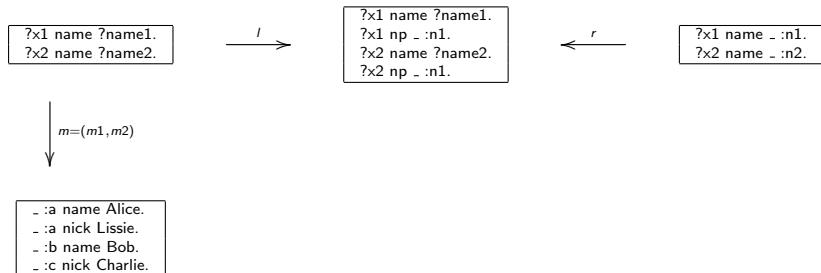 ?x1 name ?name1.
?x2 name ?name2.
l
?x1 name ?name1.
?x1 np _ :n1.
?x2 name ?name2.
?x2 np _ :n1.
r
?x1 name _ :n1.
?x2 name _ :n2.
m=(m1,m2)
_ :a name Alice.
_ :a nick Lissie.
_ :b name Bob.
_ :c nick Charlie.